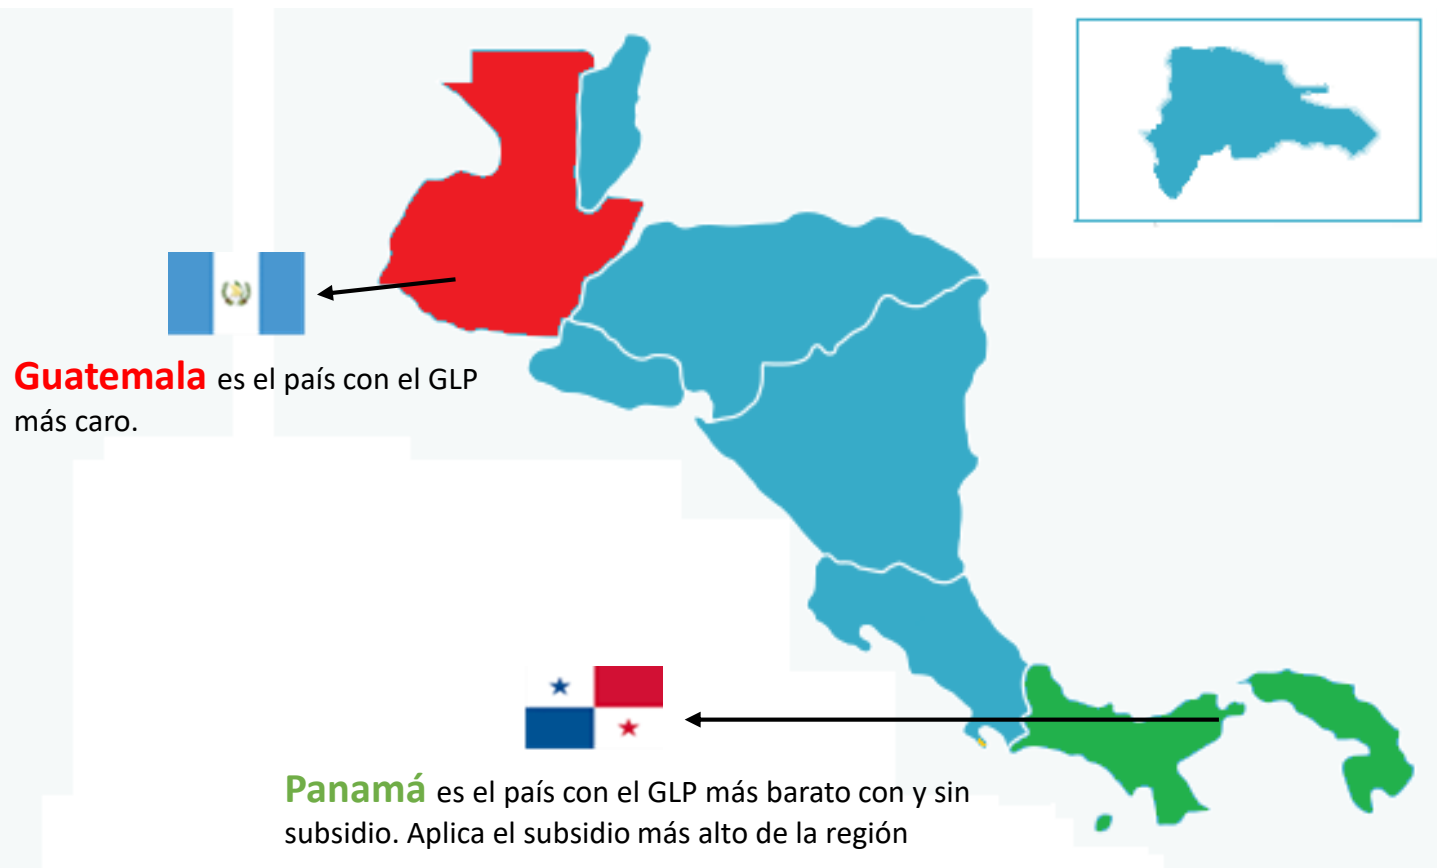 Guatemala es el país con el GLP
más caro.
Panamá es el país con el GLP más barato con y sin
subsidio. Aplica el subsidio más alto de la región